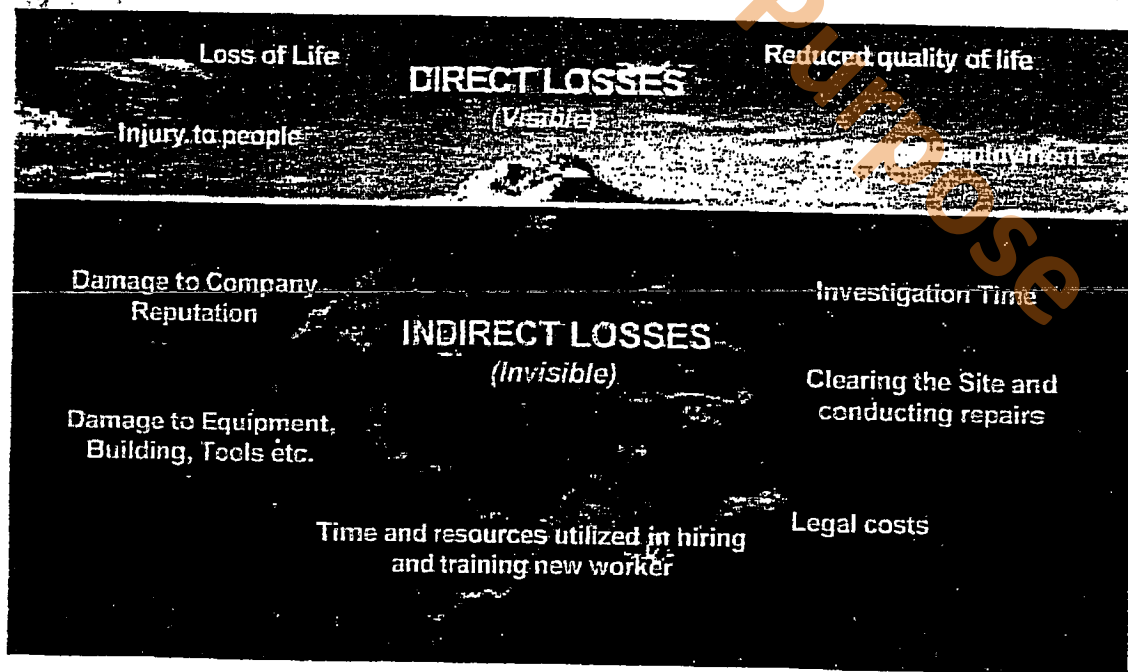 Loss of Life
Reduced quality of life
DIRECT LOSSES
(Visible)
Injury to people
Purpose
Damage to Company
Reputation
Investigation Time
INDIRECT LOSSES
(Invisible)
Clearing the Site and
conducting repairs
Damage to Equipment,
Building, Tools etc.
Time and resources utilized in hiring
and training new worker
Legal costs